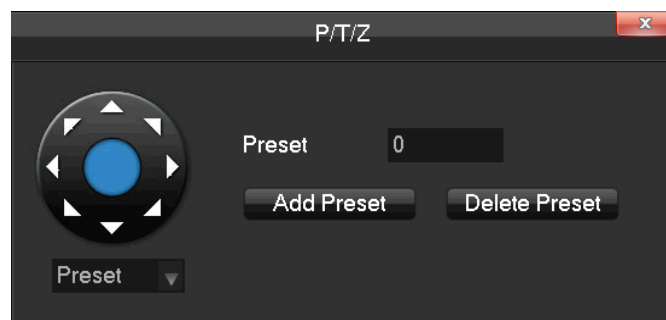 P/T/Z
x
Preset 0
Add Preset Delete Preset
Preset